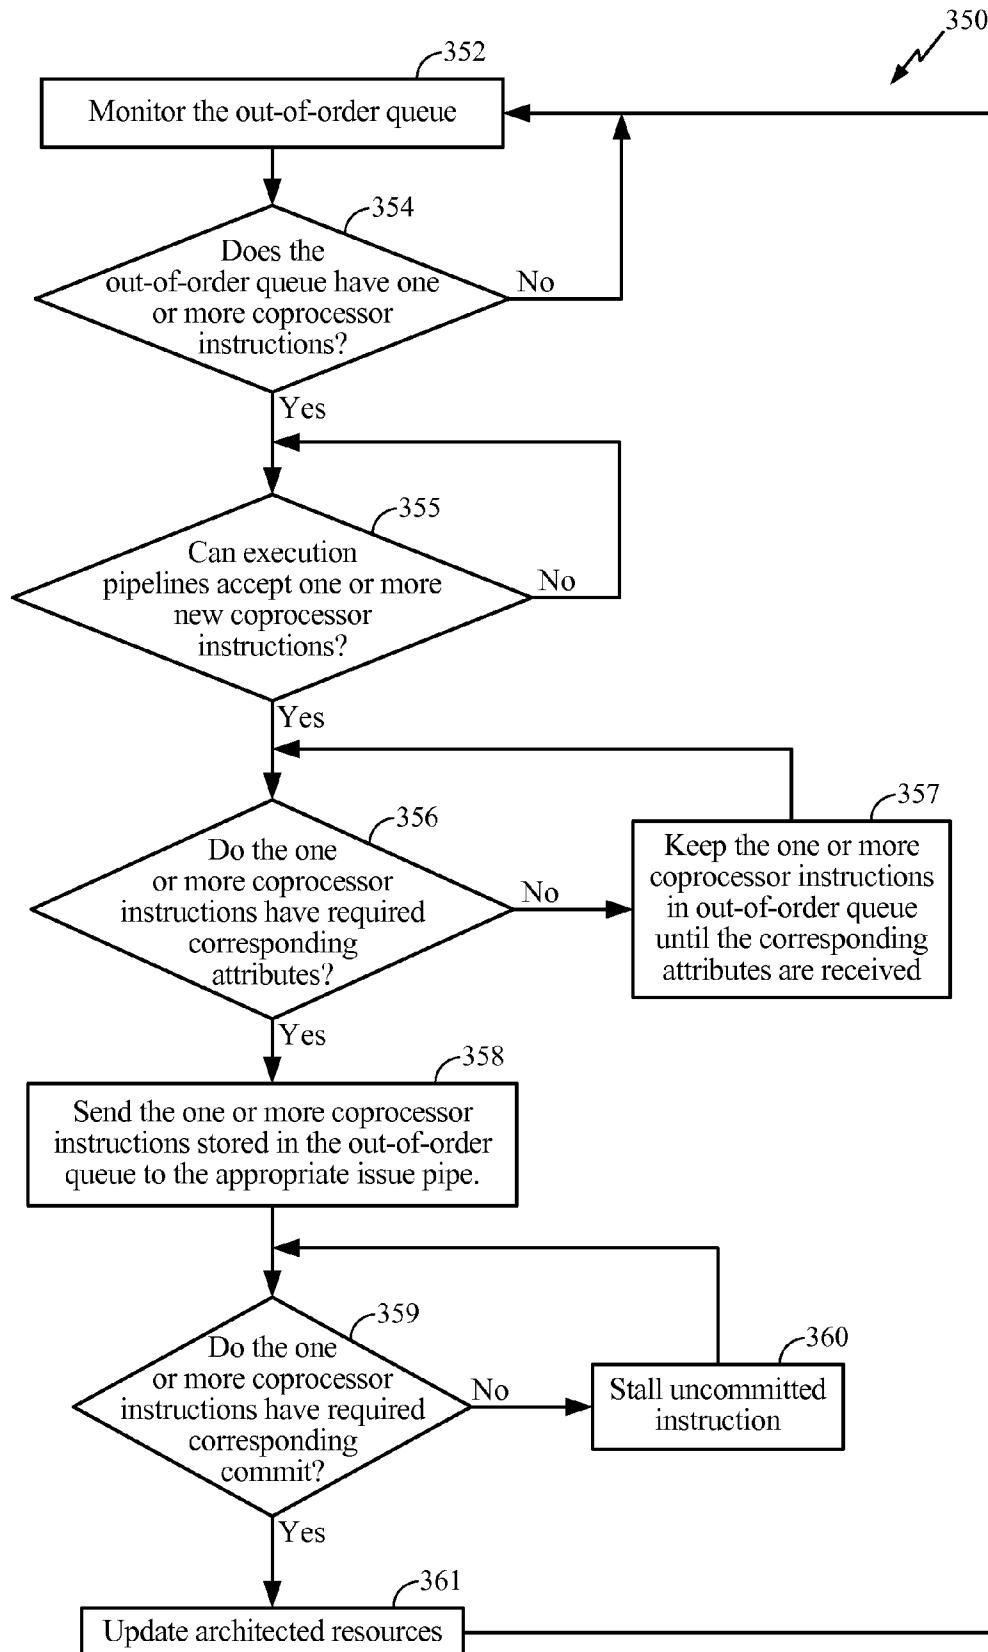 350
352
Monitor the out-of-order queue
354
Does the
out-of-order queue have one
or more coprocessor
instructions?
No
Yes
355
Can execution
pipelines accept one or more
new coprocessor
instructions?
No
Yes
356
Do the one
or more coprocessor
instructions have required
corresponding
attributes?
No
357
Keep the one or more
coprocessor instructions
in out-of-order queue
until the corresponding
attributes are received
Yes
358
Send the one or more coprocessor
instructions stored in the out-of-order
queue to the appropriate issue pipe.
359
Do the one
or more coprocessor
instructions have required
corresponding
commit?
No
360
Stall uncommitted
instruction
Yes
361
Update architected resources